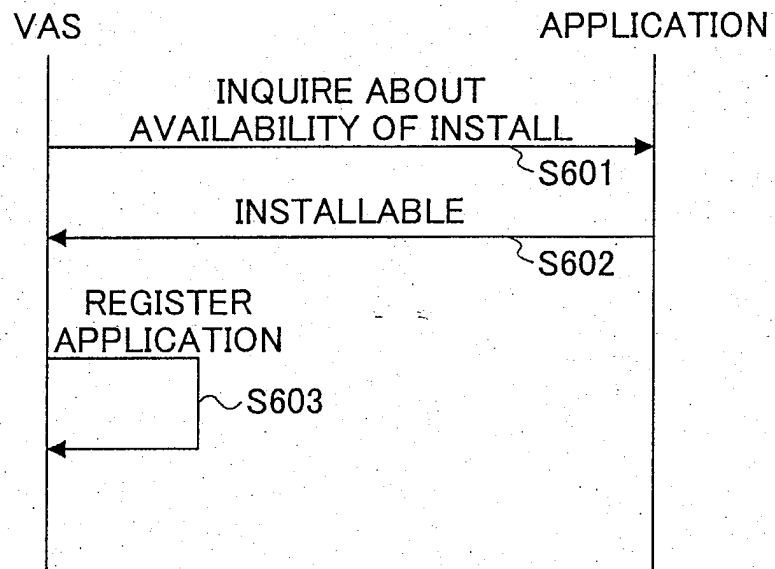 VAS
APPLICATION
INQUIRE ABOUT
AVAILABILITY OF INSTALL
S601
INSTALLABLE
S602
REGISTER
APPLICATION
S603